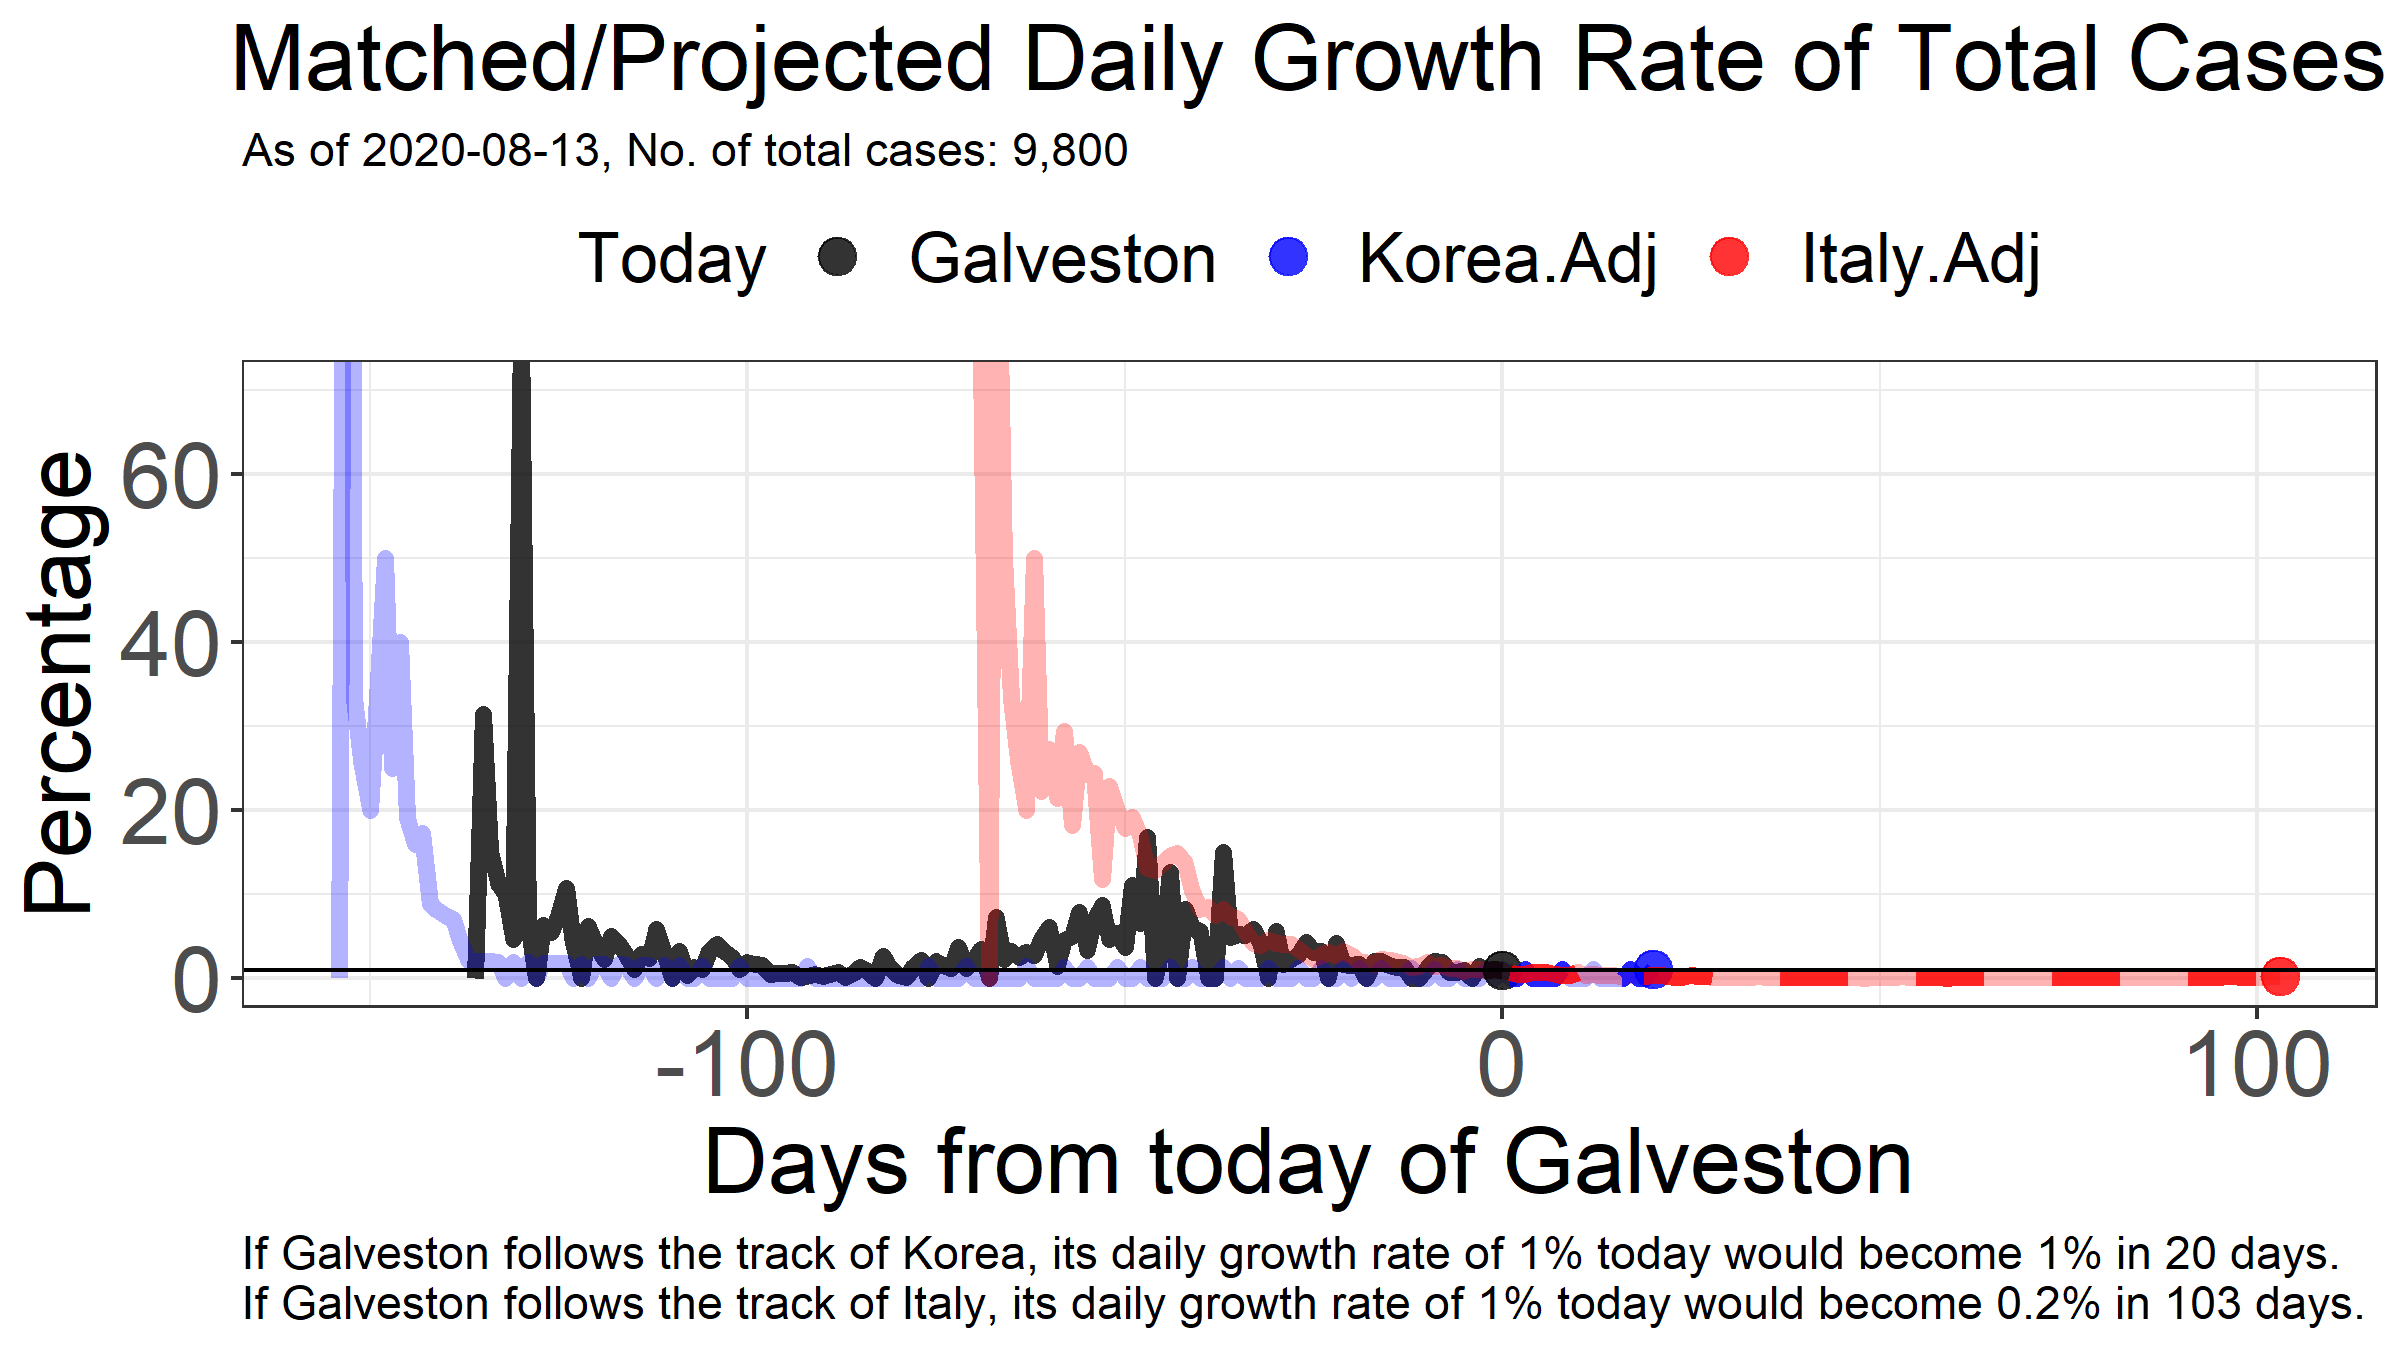 Matched/Projected Daily Growth Rate of Total Cases
As of 2020-08-13, No. of total cases: 9,800
Today Galveston Korea.Adj Italy.Adj
Percentage
60
40
20
0
-100 0 100
Days from today of Galveston
If Galveston follows the track of Korea, its daily growth rate of 1% today would become 1% in 20 days.
If Galveston follows the track of Italy, its daily growth rate of 1% today would become 0.2% in 103 days.